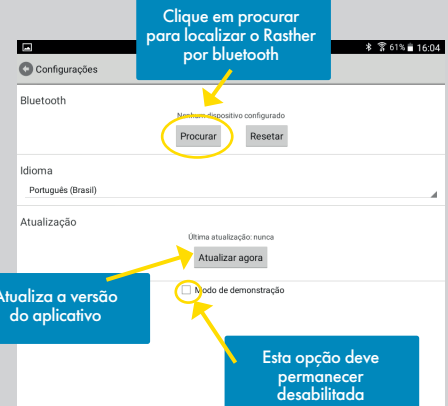 Clique em procurar
para localizar o Rasther
por bluetooth
61% 16:04
Configurações
Bluetooth
Nenhum dispositivo configurado
Procurar Resetar
Idioma
Português (Brasil)
Atualização
Última atualização: nunca
Atualizar agora
Modo de demonstração
Atualiza a versão
do aplicativo
Esta opção deve
permanecer
desabilitada